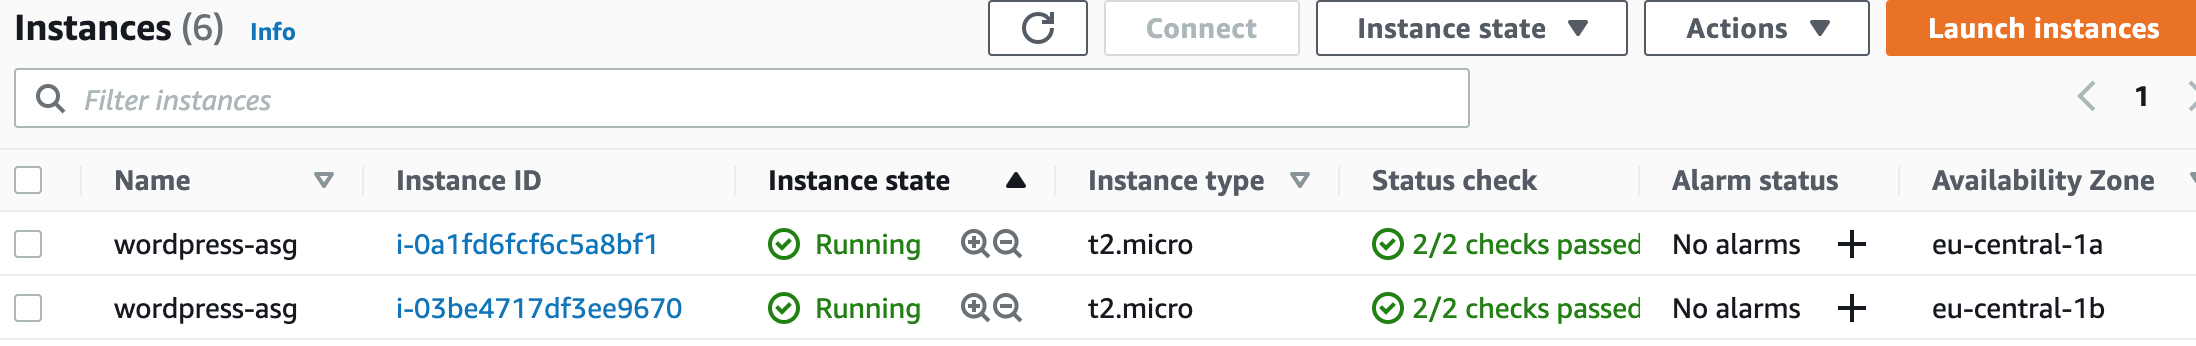 Instances (6) Info Connect Instance state Actions Launch instances
Filter instances 1
Name Instance ID Instance state Instance type Status check Alarm status Availability Zone
wordpress-asg i-0a1fd6fcf6c5a8bf1 Running t2.micro 2/2 checks passed No alarms + eu-central-1a
wordpress-asg i-03be4717df3ee9670 Running t2.micro 2/2 checks passed No alarms + eu-central-1b